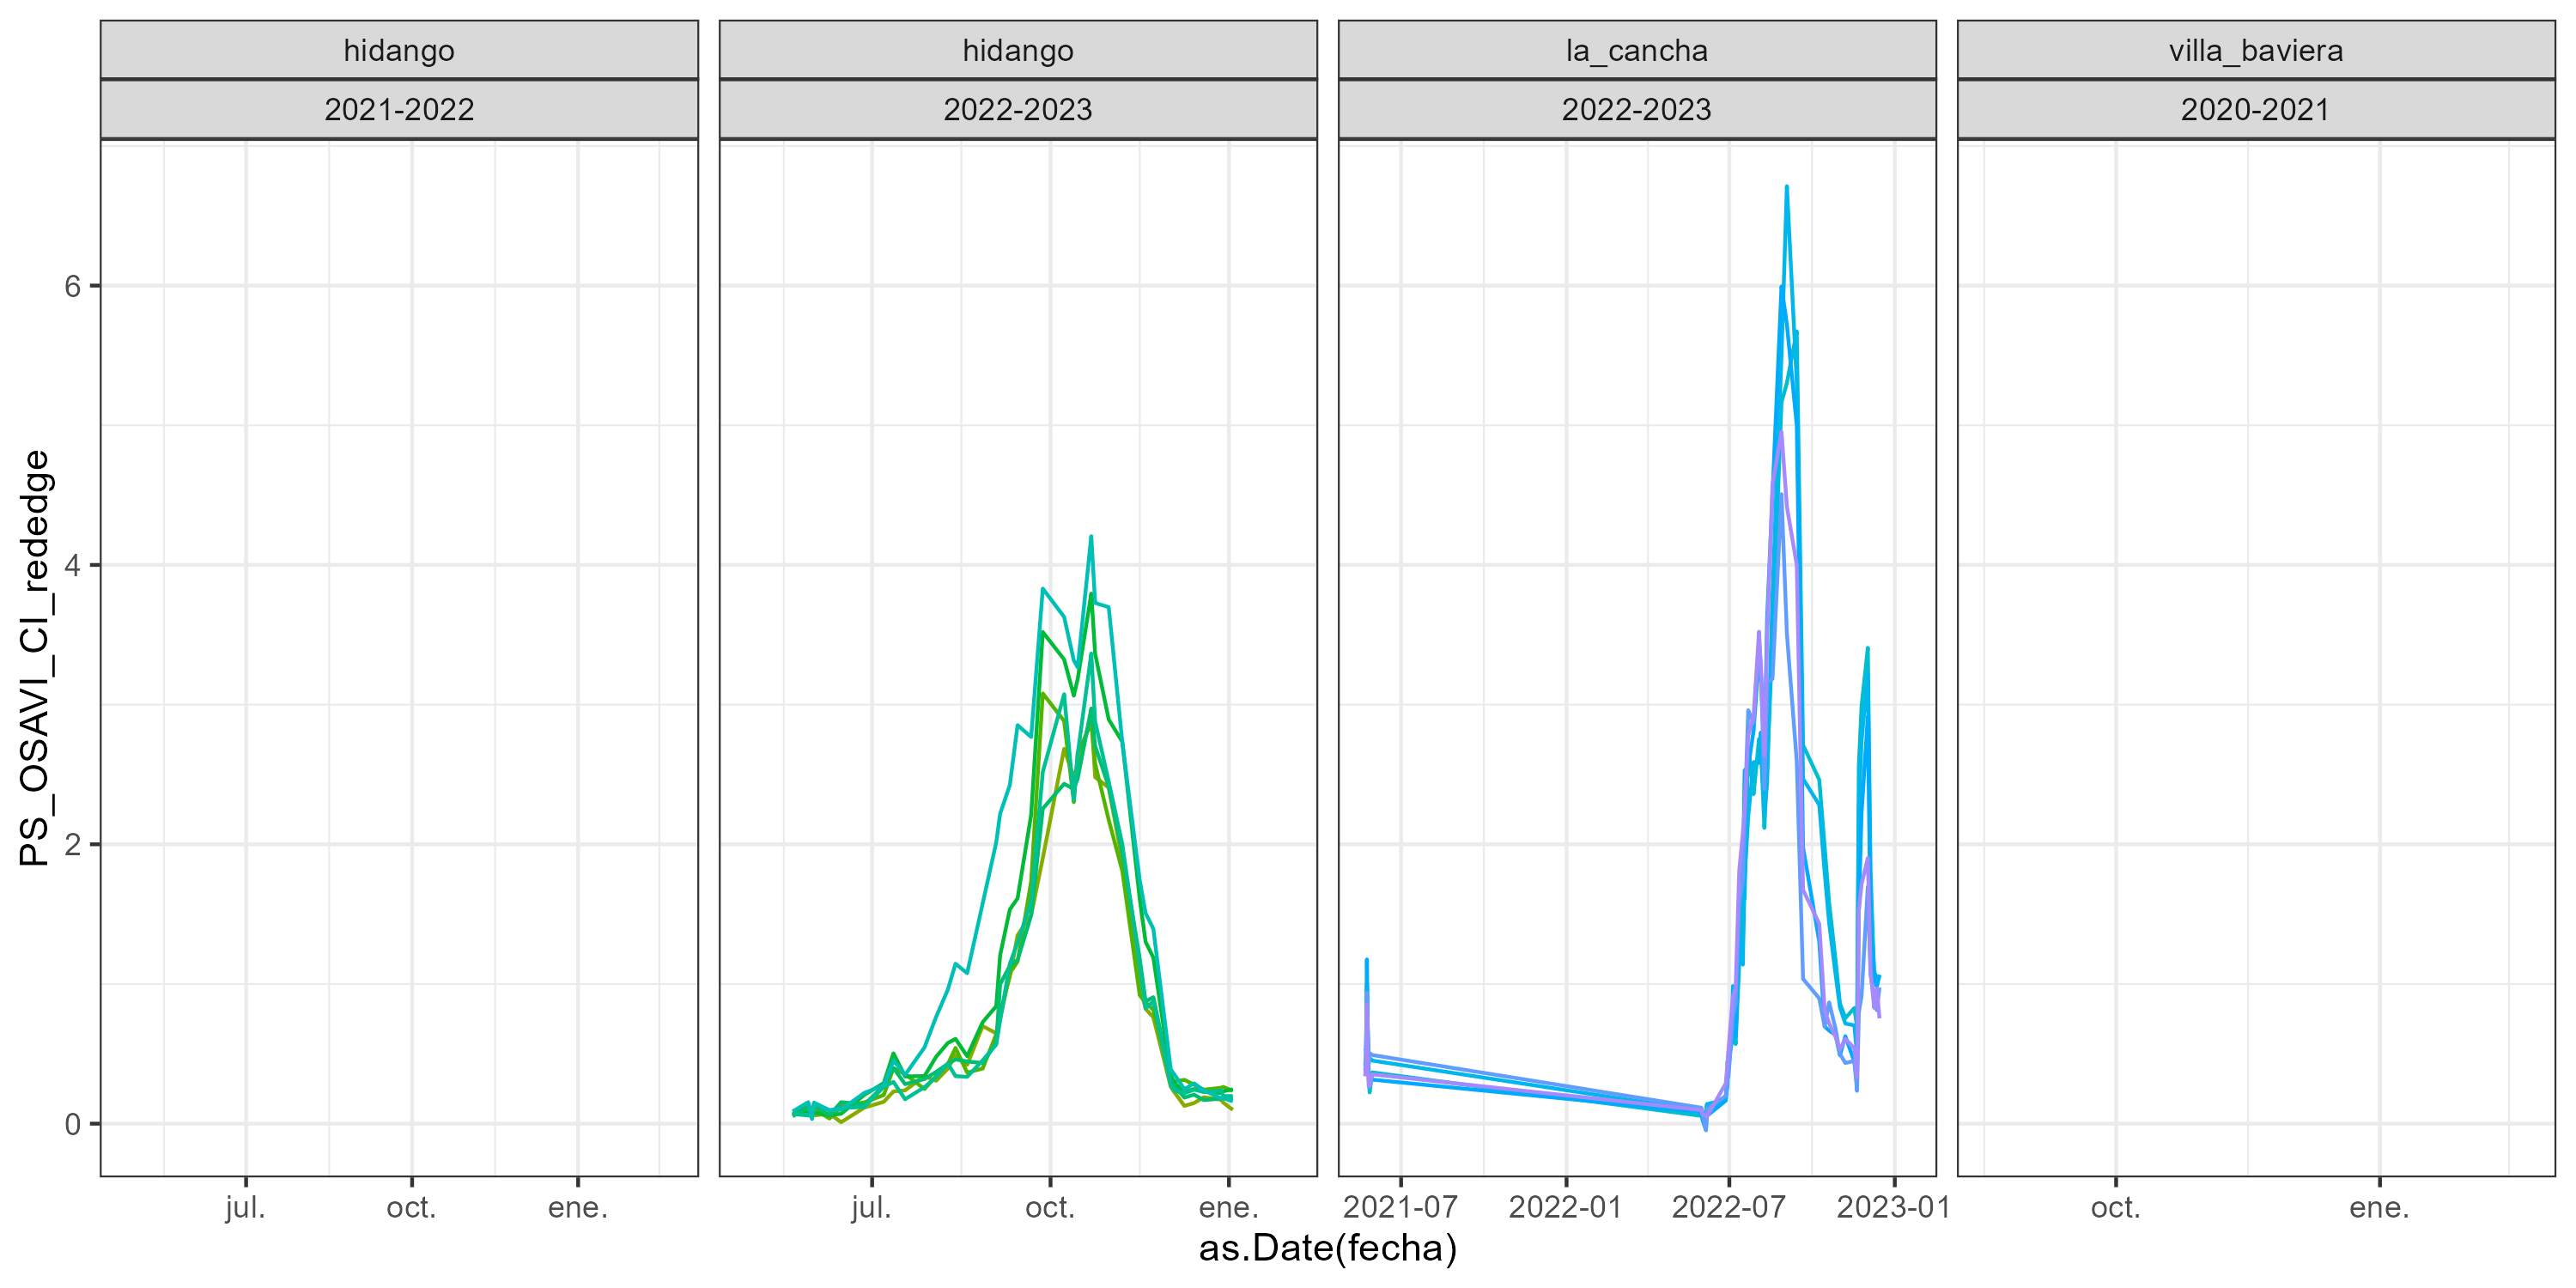 hidango
hidango
la_cancha
villa_baviera
2021-2022
2022-2023
2022-2023
2020-2021
PS_OSAVI_CI_rededge
6
4
2
0
jul.
oct.
ene.
jul.
oct.
ene.
2021-07
2022-01
2022-07
2023-01
oct.
ene.
as.Date(fecha)